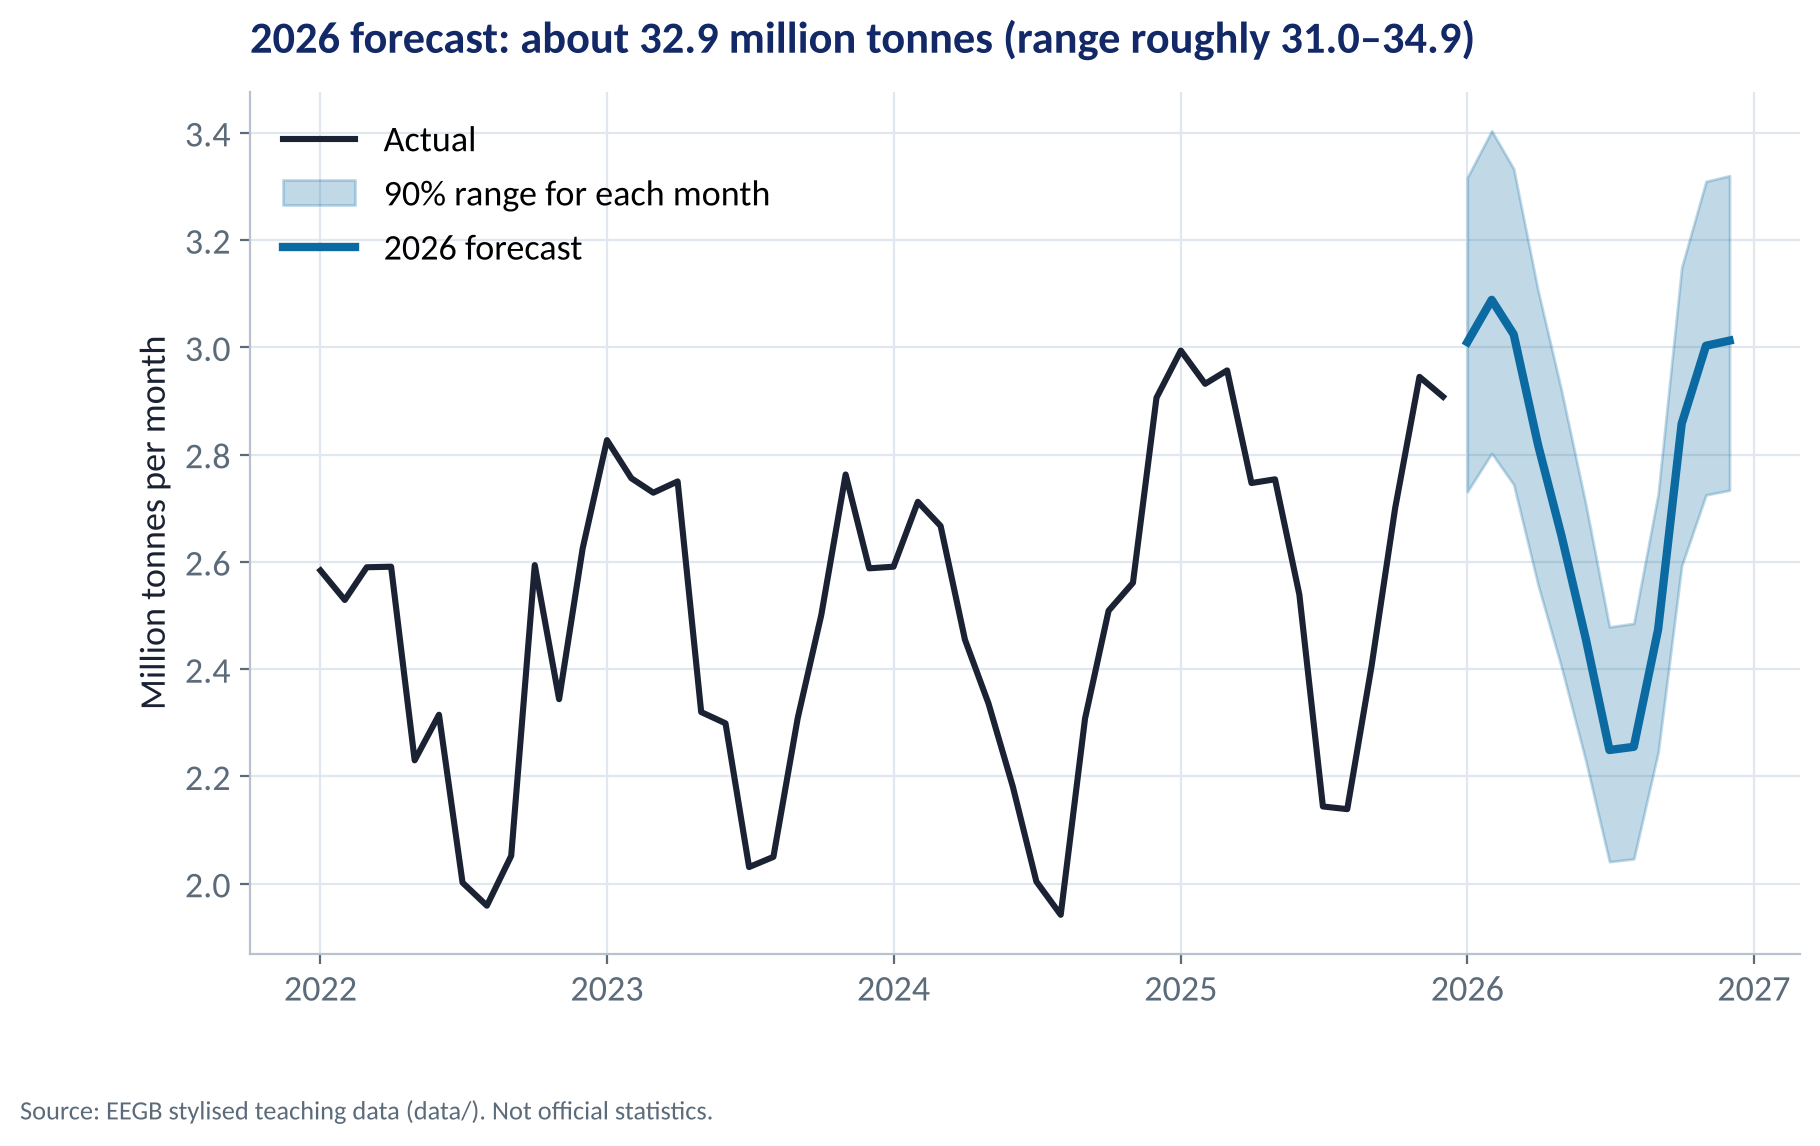 2026 forecast: about 32.9 million tonnes (range roughly 31.0–34.9)
Actual
90% range for each month
2026 forecast
Million tonnes per month
3.4
3.2
3.0
2.8
2.6
2.4
2.2
2.0
2022 2023 2024 2025 2026 2027
Source: EEGB stylised teaching data (data/). Not official statistics.